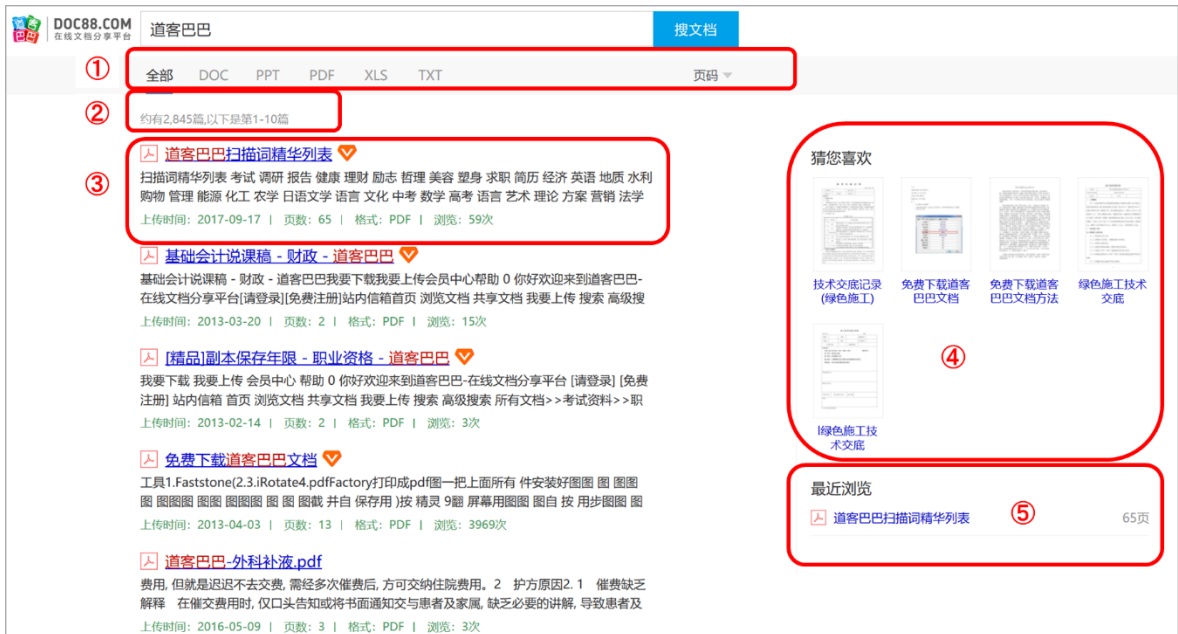 DOC88.COM
在线文档分享平台
道客巴巴
搜文档
①
全部 DOC PPT PDF XLS TXT 页码
②
约有2,845篇,以下是第1-10篇
③
道客巴巴扫描词精华列表
扫描词精华列表 考试 调研 报告 健康 理财 励志 哲理 美容 塑身 求职 简历 经济 英语 地质 水利
购物 管理 能源 化工 农学 日语文学 语言 文化 中考 数学 高考 语言 艺术 理论 方案 营销 法学
上传时间: 2017-09-17 | 页数: 65 | 格式: PDF | 浏览: 59次
基础会计说课稿 - 财政 - 道客巴巴
基础会计说课稿 - 财政 - 道客巴巴我要下载我要上传会员中心帮助 0 你好欢迎来到道客巴巴-
在线文档分享平台[请登录][免费注册]站内信箱首页 浏览文档 共享文档 我要上传 搜索 高级搜
上传时间: 2013-03-20 | 页数: 2 | 格式: PDF | 浏览: 15次
[精品]副本保存年限 - 职业资格 - 道客巴巴
我要下载 我要上传 会员中心 帮助 0 你好欢迎来到道客巴巴-在线文档分享平台 [请登录] [免费
注册] 站内信箱 首页 浏览文档 共享文档 我要上传 搜索 高级搜索 所有文档>>考试资料>>职
上传时间: 2013-02-14 | 页数: 2 | 格式: PDF | 浏览: 3次
免费下载道客巴巴文档
工具1.Faststone(2.3.iRotate4.pdfFactory打印成pdf图一把上面所有 件安装好图图 图 图图
图 图图图 图图 图图图 图 图 图截 并自 保存用 )按 精灵 9翻 屏幕用图图 图自 按 用步图图 图
上传时间: 2013-04-03 | 页数: 13 | 格式: PDF | 浏览: 3969次
道客巴巴-外科补液.pdf
费用, 但就是迟迟不去交费, 需经多次催费后, 方可交纳住院费用。2 护方原因2. 1 催费缺乏
解释 在催交费用时, 仅口头告知或将书面通知交与患者及家属, 缺乏必要的讲解, 导致患者及
上传时间: 2016-05-09 | 页数: 3 | 格式: PDF | 浏览: 3次
猜您喜欢
技术交底记录
(绿色施工)
免费下载道客
巴巴文档
免费下载道客
巴巴文档方法
绿色施工技术
交底
④
l绿色施工技
术交底
最近浏览
⑤
道客巴巴扫描词精华列表 65页